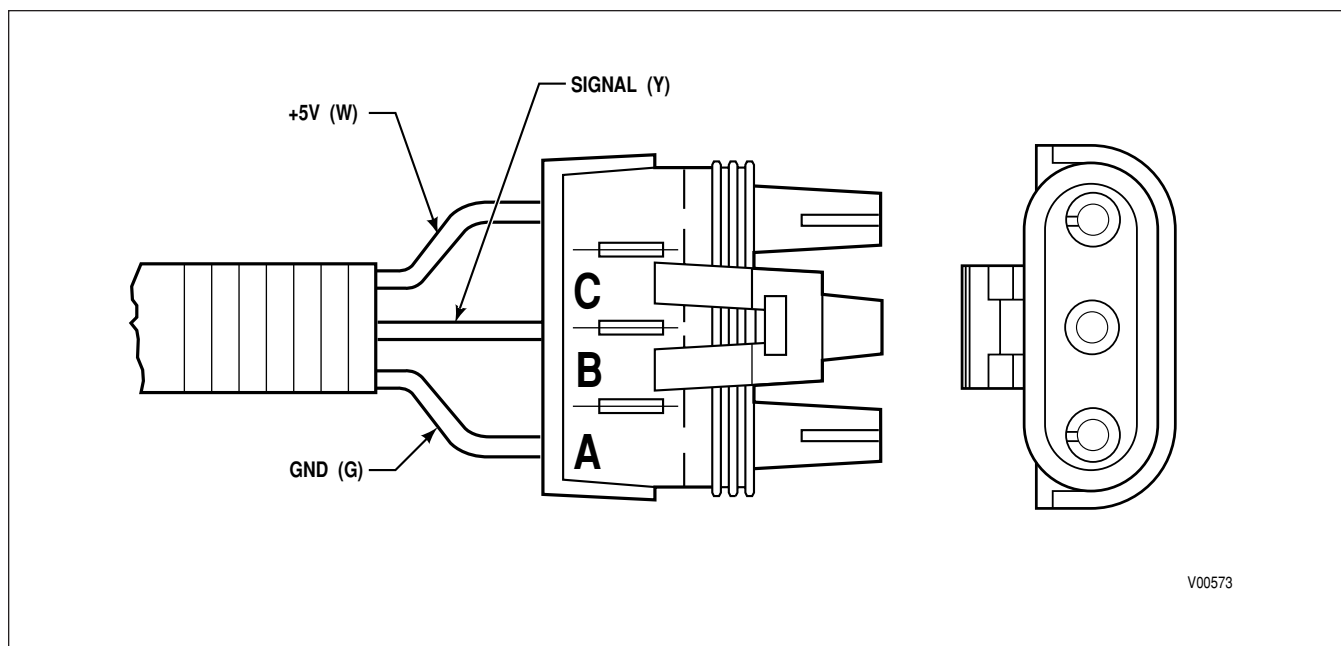 SIGNAL (Y)
+5V (W)
C
B
A
GND (G)
V00573